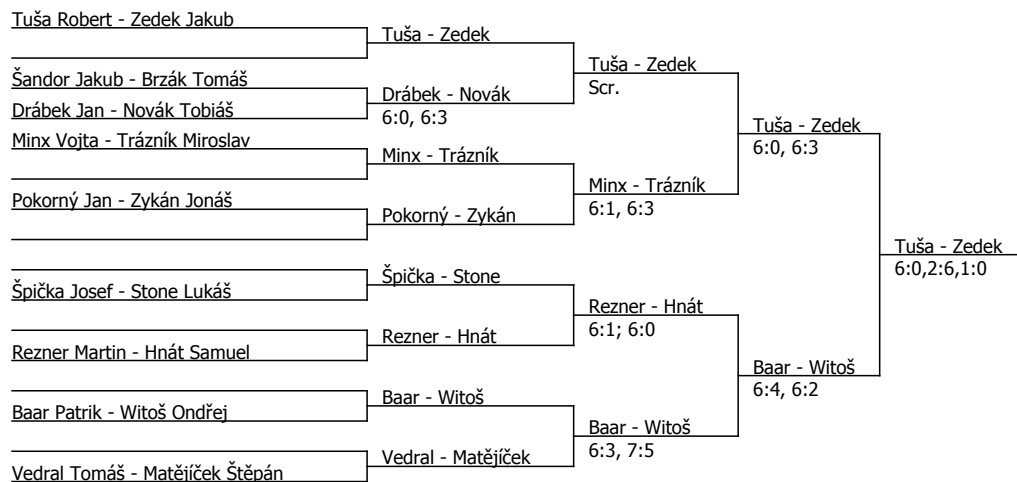 Tuša Robert - Zedek Jakub
Šandor Jakub - Brzák Tomáš
Drábek Jan - Novák Tobiáš
Minx Vojta - Trázník Miroslav
Pokorný Jan - Zykán Jonáš
Špička Josef - Stone Lukáš
Rezner Martin - Hnát Samuel
Baar Patrik - Witoš Ondřej
Vedral Tomáš - Matějíček Štěpán
Tuša - Zedek
Drábek - Novák
6:0, 6:3
Minx - Trázník
Pokorný - Zykán
Špička - Stone
Rezner - Hnát
Baar - Witoš
Vedral - Matějíček
Tuša - Zedek
Scr.
Minx - Trázník
6:1, 6:3
Rezner - Hnát
6:1; 6:0
Baar - Witoš
6:3, 7:5
Tuša - Zedek
6:0, 6:3
Baar - Witoš
6:4, 6:2
Tuša - Zedek
6:0,2:6,1:0